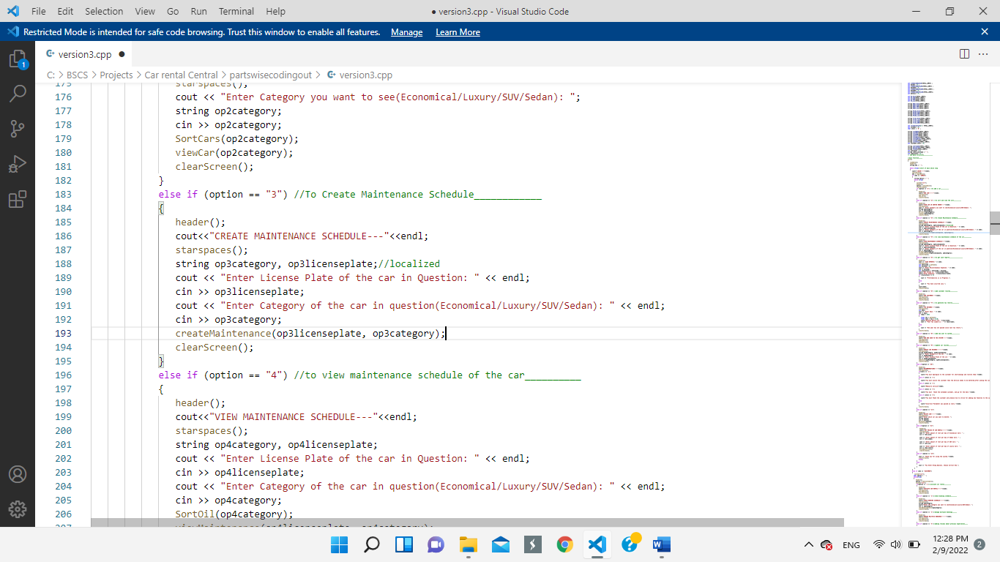 File Edit Selection View Go Run Terminal Help ● version3.cpp - Visual Studio Code
Restricted Mode is intended for safe code browsing. Trust this window to enable all features. Manage Learn More
version3.cpp ●
C: > BSCS > Projects > Car rental Central > partswisecodingout > version3.cpp
175 starspaces();
176 cout << "Enter Category you want to see(Economical/Luxury/SUV/Sedan): ";
177 string op2category;
178 cin >> op2category;
179 SortCars(op2category);
180 viewCar(op2category);
181 clearScreen();
182 }
183 else if (option == "3") //To Create Maintenance Schedule____________
184 {
185 header();
186 cout<<"CREATE MAINTENANCE SCHEDULE---"<<endl;
187 starspaces();
188 string op3category, op3licenseplate;//localized
189 cout << "Enter License Plate of the car in Question: " << endl;
190 cin >> op3licenseplate;
191 cout << "Enter Category of the car in question(Economical/Luxury/SUV/Sedan): " << endl;
192 cin >> op3category;
193 createMaintenance(op3licenseplate, op3category);
194 clearScreen();
195 }
196 else if (option == "4") //to view maintenance schedule of the car__________
197 {
198 header();
199 cout<<"VIEW MAINTENANCE SCHEDULE---"<<endl;
200 starspaces();
201 string op4category, op4licenseplate;
202 cout << "Enter License Plate of the car in Question: " << endl;
203 cin >> op4licenseplate;
204 cout << "Enter Category of the car in question(Economical/Luxury/SUV/Sedan): " << endl;
205 cin >> op4category;
206 SortOil(op4category);
207 viewMaintenance(op4licenseplate, op4category);
1
ENG
12:28 PM
2/9/2022
2